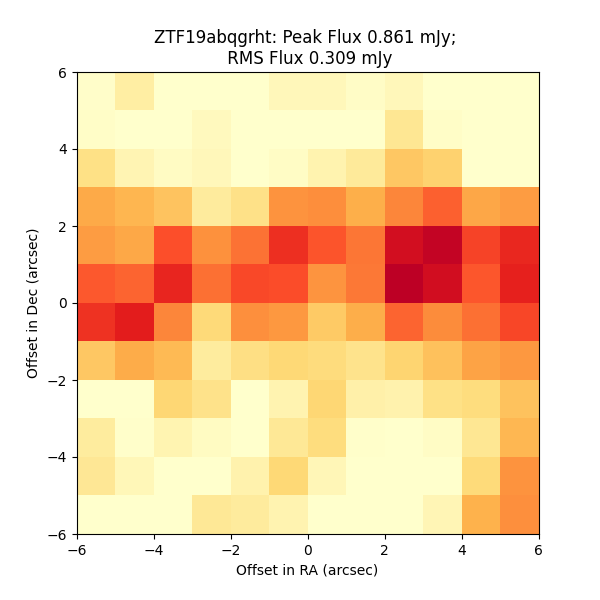 ZTF19abqgrht: Peak Flux 0.861 mJy;
RMS Flux 0.309 mJy
6
4
2
0
−2
−4
−6
Offset in Dec (arcsec)
−6 −4 −2 0 2 4 6
Offset in RA (arcsec)